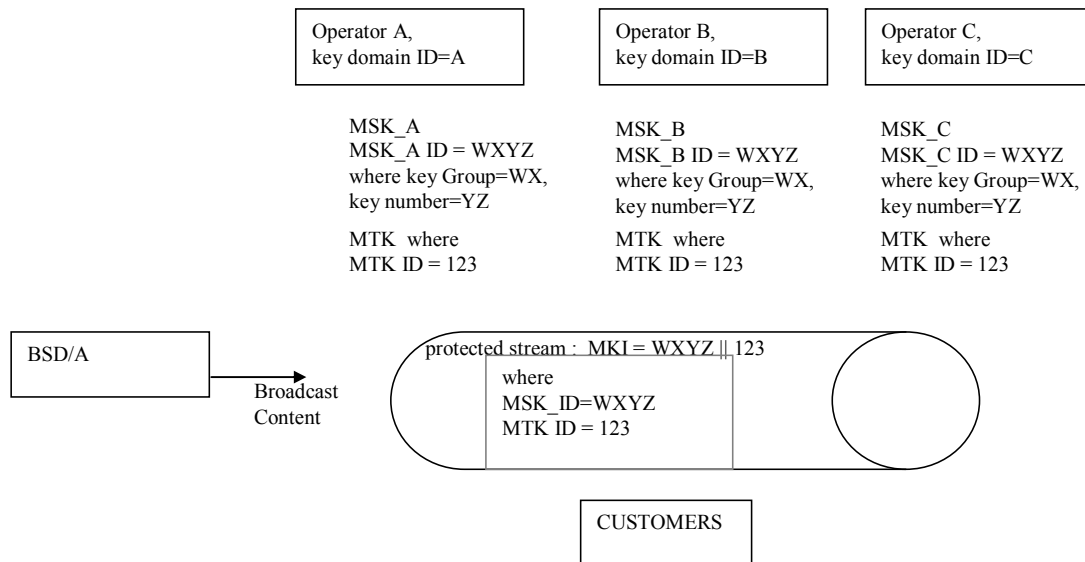 Operator A,
key domain ID=A
Operator B,
key domain ID=B
Operator C,
key domain ID=C
MSK_A
MSK_A ID = WXYZ
where key Group=WX,
key number=YZ
MTK where
MTK ID = 123
MSK_B
MSK_B ID = WXYZ
where key Group=WX,
key number=YZ
MTK where
MTK ID = 123
MSK_C
MSK_C ID = WXYZ
where key Group=WX,
key number=YZ
MTK where
MTK ID = 123
BSD/A
Broadcast
Content
protected stream : MKI = WXYZ || 123
where
MSK_ID=WXYZ
MTK ID = 123
CUSTOMERS